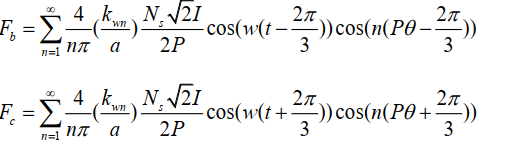 $F_b = \sum_{n=1}^{\infty} \frac{4}{n\pi} (\frac{k_{wn}}{a}) \frac{N_s \sqrt{2} I}{2P} \cos(w(t - \frac{2\pi}{3})) \cos(n(P\theta - \frac{2\pi}{3}))$
$F_c = \sum_{n=1}^{\infty} \frac{4}{n\pi} (\frac{k_{wn}}{a}) \frac{N_s \sqrt{2} I}{2P} \cos(w(t + \frac{2\pi}{3})) \cos(n(P\theta + \frac{2\pi}{3}))$